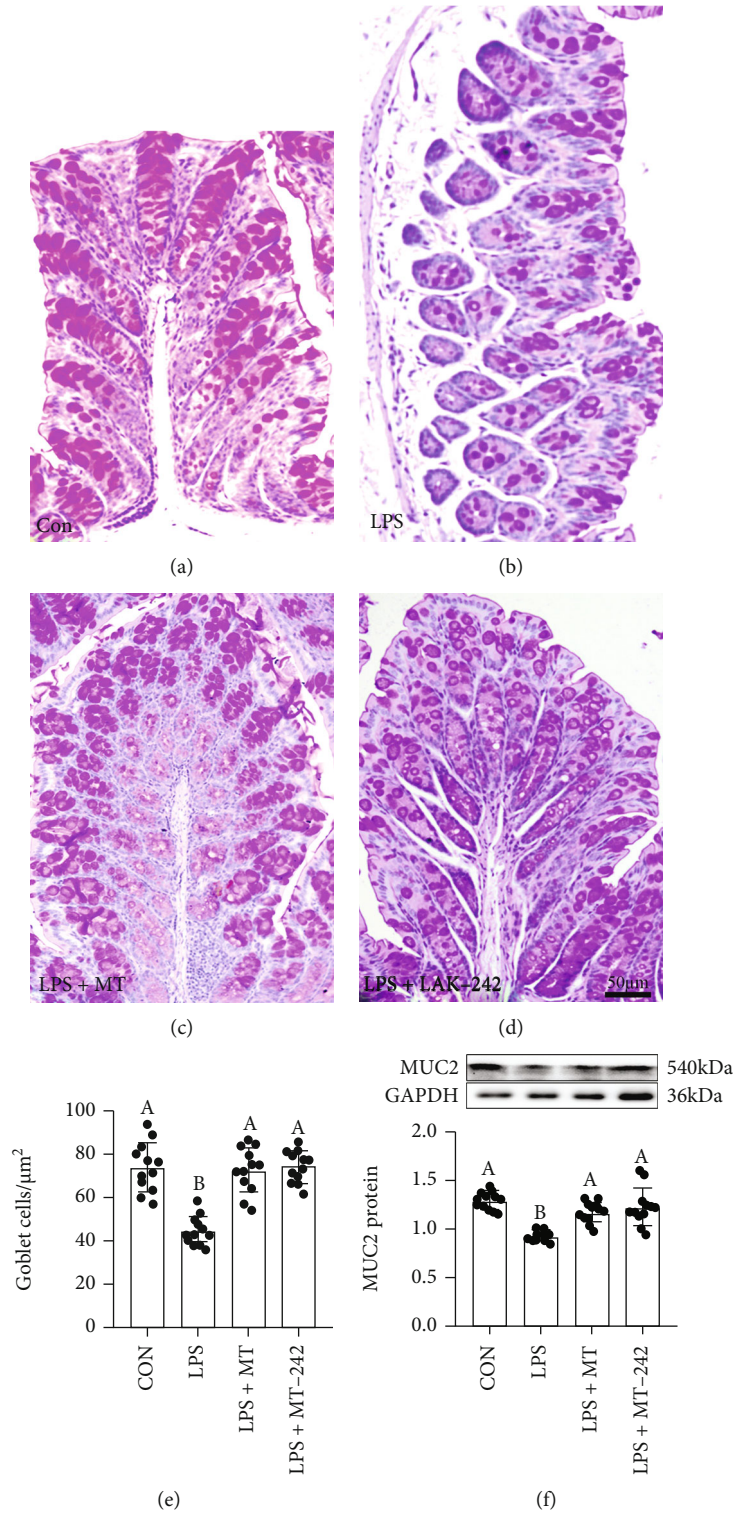 Con
(a)
LPS
(b)
LPS + MT
(c)
LPS + LAK–242
50μm
(d)
Goblet cells/μm²
100
80
60
40
20
0
A
B
A
A
CON
LPS
LPS + MT
LPS + MT–242
(e)
MUC2
540kDa
GAPDH
36kDa
MUC2 protein
2.0
1.5
1.0
0.5
0.0
A
B
A
A
CON
LPS
LPS + MT
LPS + MT–242
(f)